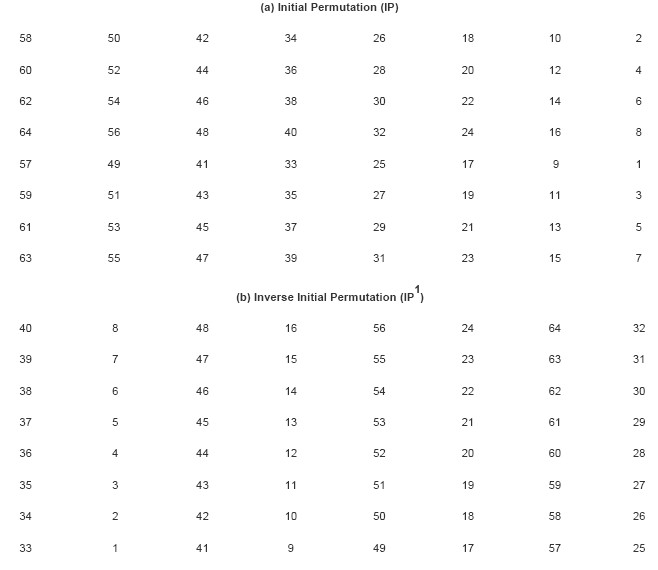 (a) Initial Permutation (IP)
58 50 42 34 26 18 10 2
60 52 44 36 28 20 12 4
62 54 46 38 30 22 14 6
64 56 48 40 32 24 16 8
57 49 41 33 25 17 9 1
59 51 43 35 27 19 11 3
61 53 45 37 29 21 13 5
63 55 47 39 31 23 15 7
(b) Inverse Initial Permutation (IP¹)
40 8 48 16 56 24 64 32
39 7 47 15 55 23 63 31
38 6 46 14 54 22 62 30
37 5 45 13 53 21 61 29
36 4 44 12 52 20 60 28
35 3 43 11 51 19 59 27
34 2 42 10 50 18 58 26
33 1 41 9 49 17 57 25